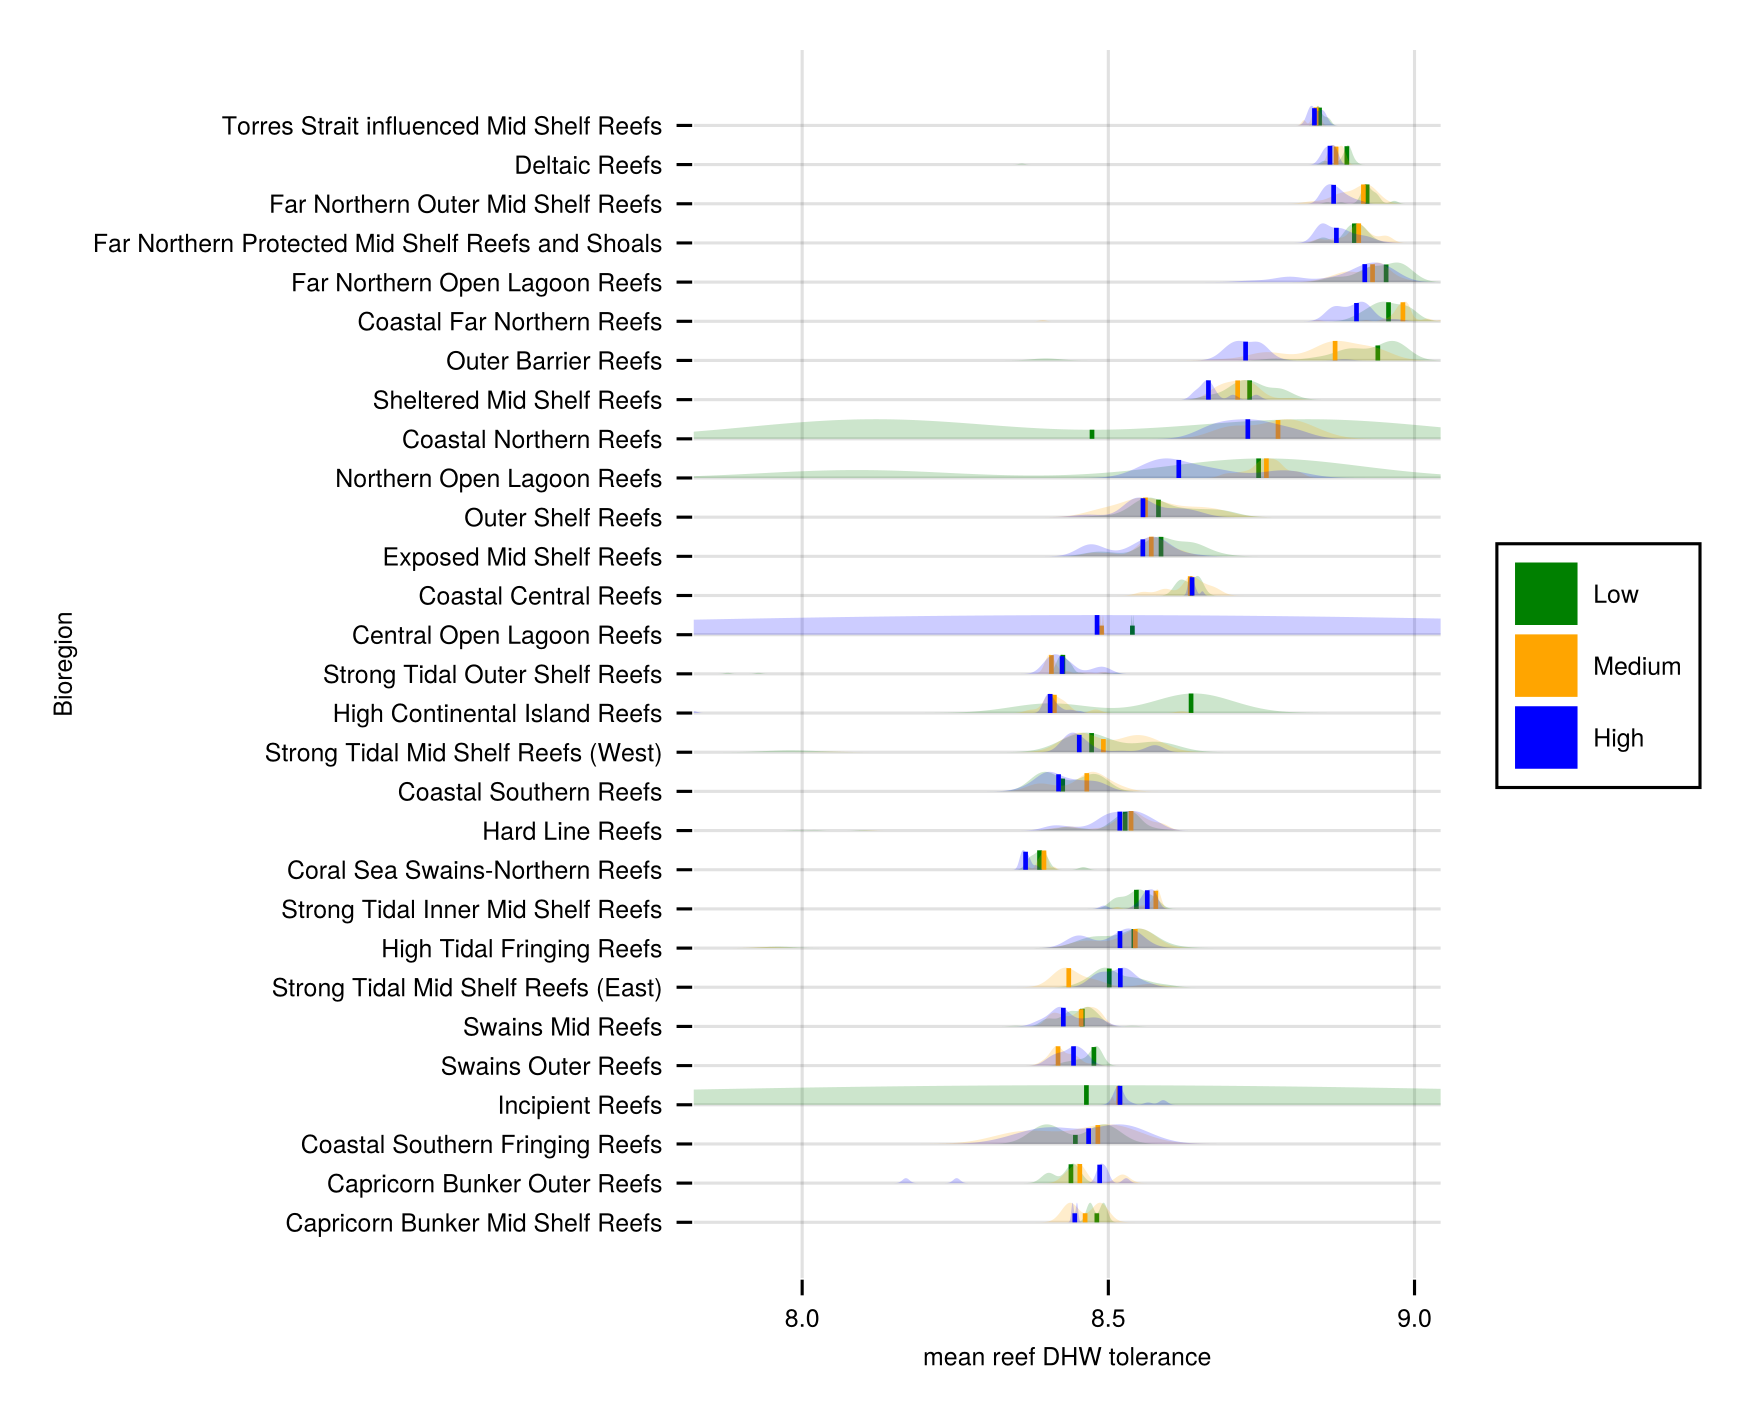 Torres Strait influenced Mid Shelf Reefs
Deltaic Reefs
Far Northern Outer Mid Shelf Reefs
Far Northern Protected Mid Shelf Reefs and Shoals
Far Northern Open Lagoon Reefs
Coastal Far Northern Reefs
Outer Barrier Reefs
Sheltered Mid Shelf Reefs
Coastal Northern Reefs
Northern Open Lagoon Reefs
Outer Shelf Reefs
Exposed Mid Shelf Reefs
Coastal Central Reefs
Central Open Lagoon Reefs
Strong Tidal Outer Shelf Reefs
High Continental Island Reefs
Strong Tidal Mid Shelf Reefs (West)
Coastal Southern Reefs
Hard Line Reefs
Coral Sea Swains-Northern Reefs
Strong Tidal Inner Mid Shelf Reefs
High Tidal Fringing Reefs
Strong Tidal Mid Shelf Reefs (East)
Swains Mid Reefs
Swains Outer Reefs
Incipient Reefs
Coastal Southern Fringing Reefs
Capricorn Bunker Outer Reefs
Capricorn Bunker Mid Shelf Reefs
Bioregion
8.0 8.5 9.0
mean reef DHW tolerance
Low
Medium
High